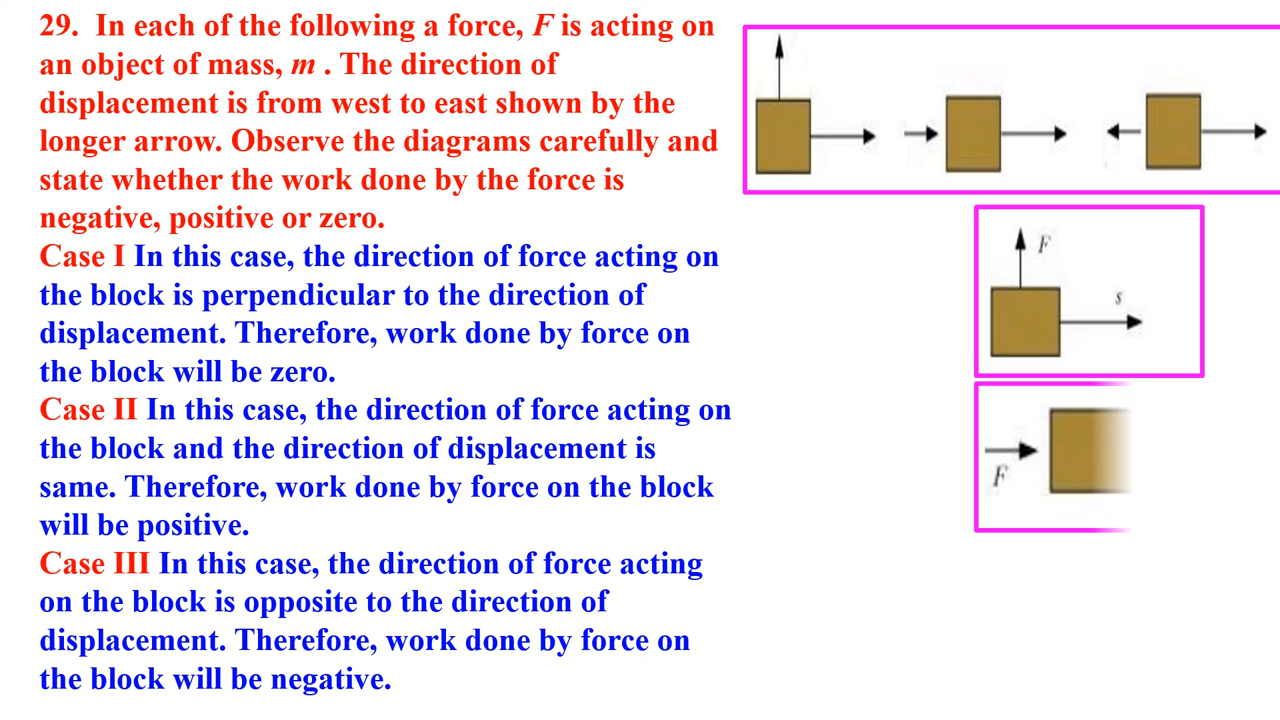 29. In each of the following a force, F is acting on
an object of mass, m . The direction of
displacement is from west to east shown by the
longer arrow. Observe the diagrams carefully and
state whether the work done by the force is
negative, positive or zero.
Case I In this case, the direction of force acting on
the block is perpendicular to the direction of
displacement. Therefore, work done by force on
the block will be zero.
Case II In this case, the direction of force acting on
the block and the direction of displacement is
same. Therefore, work done by force on the block
will be positive.
Case III In this case, the direction of force acting
on the block is opposite to the direction of
displacement. Therefore, work done by force on
the block will be negative.
F
s
F